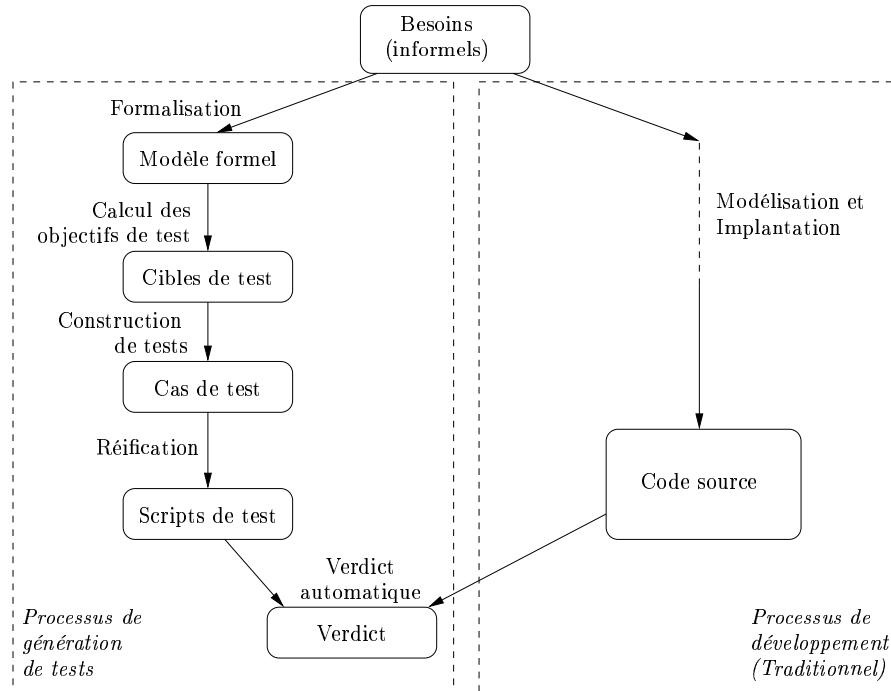 Besoins
(informels)
Formalisation
Modèle formel
Calcul des
objectifs de test
Cibles de test
Construction
de tests
Cas de test
Réification
Scripts de test
Modélisation et
Implantation
Code source
Verdict
automatique
Verdict
Processus de
génération
de tests
Processus de
développement
(Traditionnel)